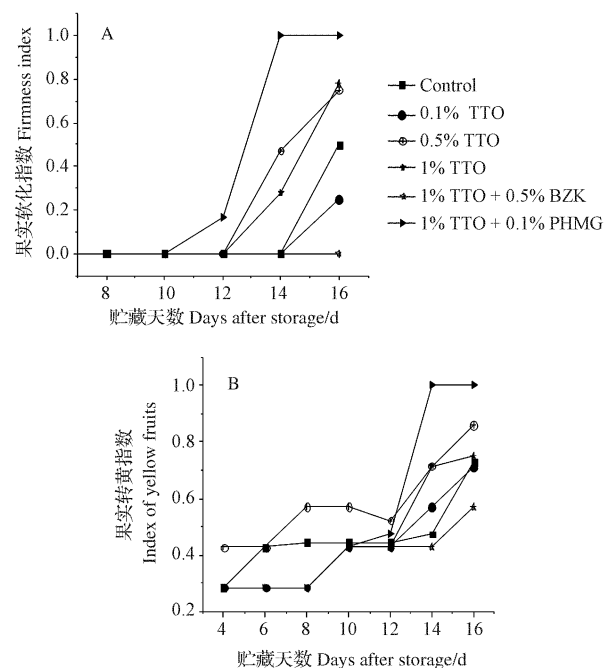 A
1.0
0.8
0.6
0.4
0.2
0.0
8 10 12 14 16
果实软化指数 Firmness index
贮藏天数 Days after storage/d
Control
0.1% TTO
0.5% TTO
1% TTO
1% TTO + 0.5% BZK
1% TTO + 0.1% PHMG
B
1.0
0.8
0.6
0.4
0.2
4 6 8 10 12 14 16
果实转黄指数
Index of yellow fruits
贮藏天数 Days after storage/d